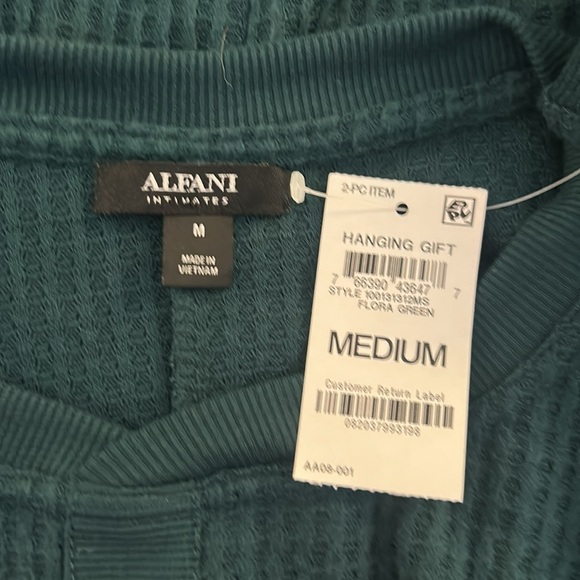 ALFANI
INTIMATES
M
MADE IN
VIETNAM
2-PC ITEM
HANGING GIFT
7 66390 43647 7
STYLE 100131312MS
FLORA GREEN
MEDIUM
Customer Return Label
082037993198
AA08-001